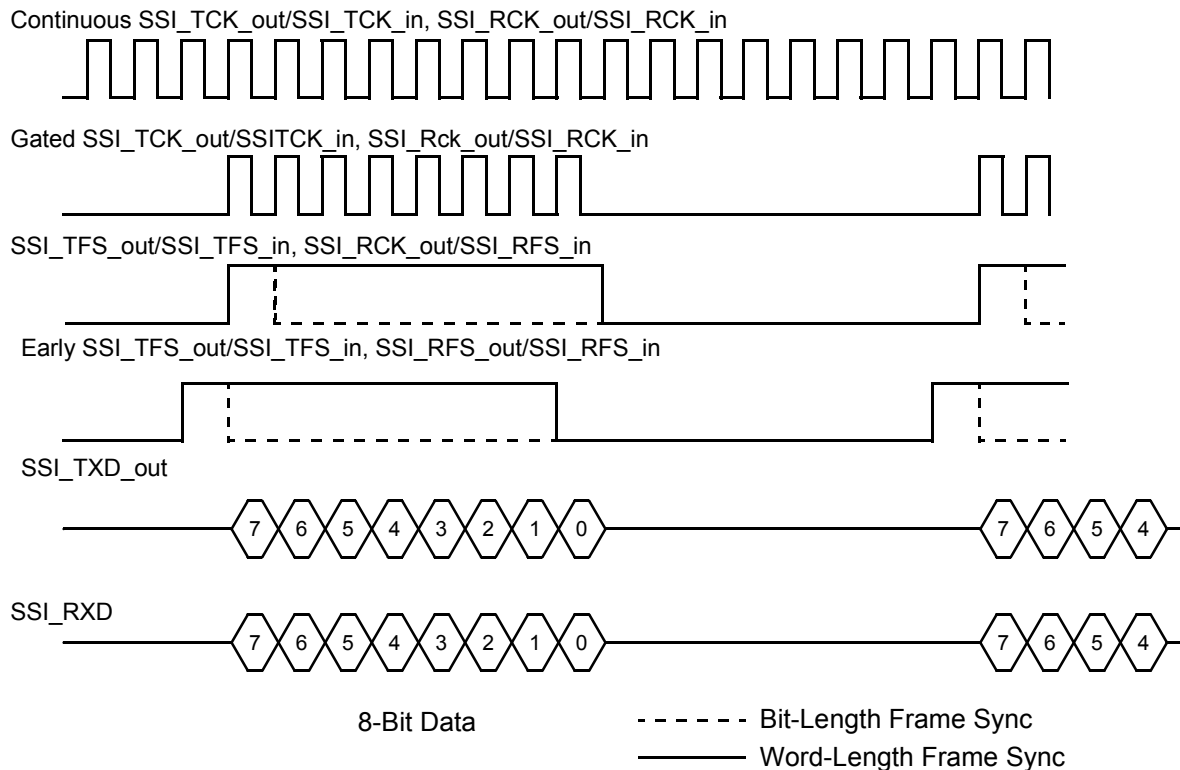 Continuous SSI_TCK_out/SSI_TCK_in, SSI_RCK_out/SSI_RCK_in
Gated SSI_TCK_out/SSITCK_in, SSI_Rck_out/SSI_RCK_in
SSI_TFS_out/SSI_TFS_in, SSI_RCK_out/SSI_RFS_in
Early SSI_TFS_out/SSI_TFS_in, SSI_RFS_out/SSI_RFS_in
SSI_TXD_out
7 6 5 4 3 2 1 0 7 6 5 4
SSI_RXD
7 6 5 4 3 2 1 0 7 6 5 4
8-Bit Data
Bit-Length Frame Sync
Word-Length Frame Sync